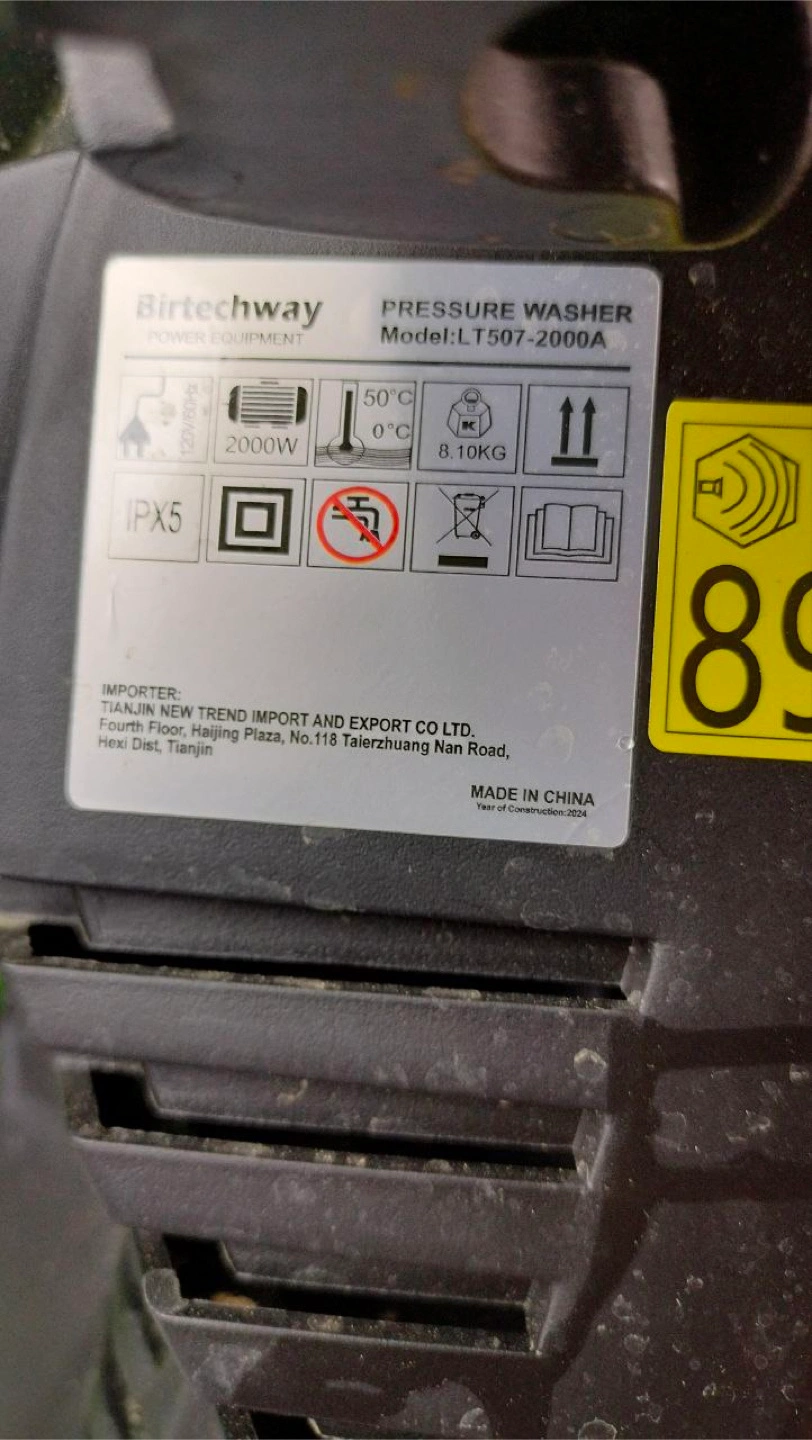 Birtechway
POWER EQUIPMENT
PRESSURE WASHER
Model:LT507-2000A
120V/60Hz
2000W
50°C
0°C
K
8.10KG
IPX5
89
IMPORTER:
TIANJIN NEW TREND IMPORT AND EXPORT CO LTD.
Fourth Floor, Haijing Plaza, No.118 Taierzhuang Nan Road,
Hexi Dist, Tianjin
MADE IN CHINA
Year of Construction:2024